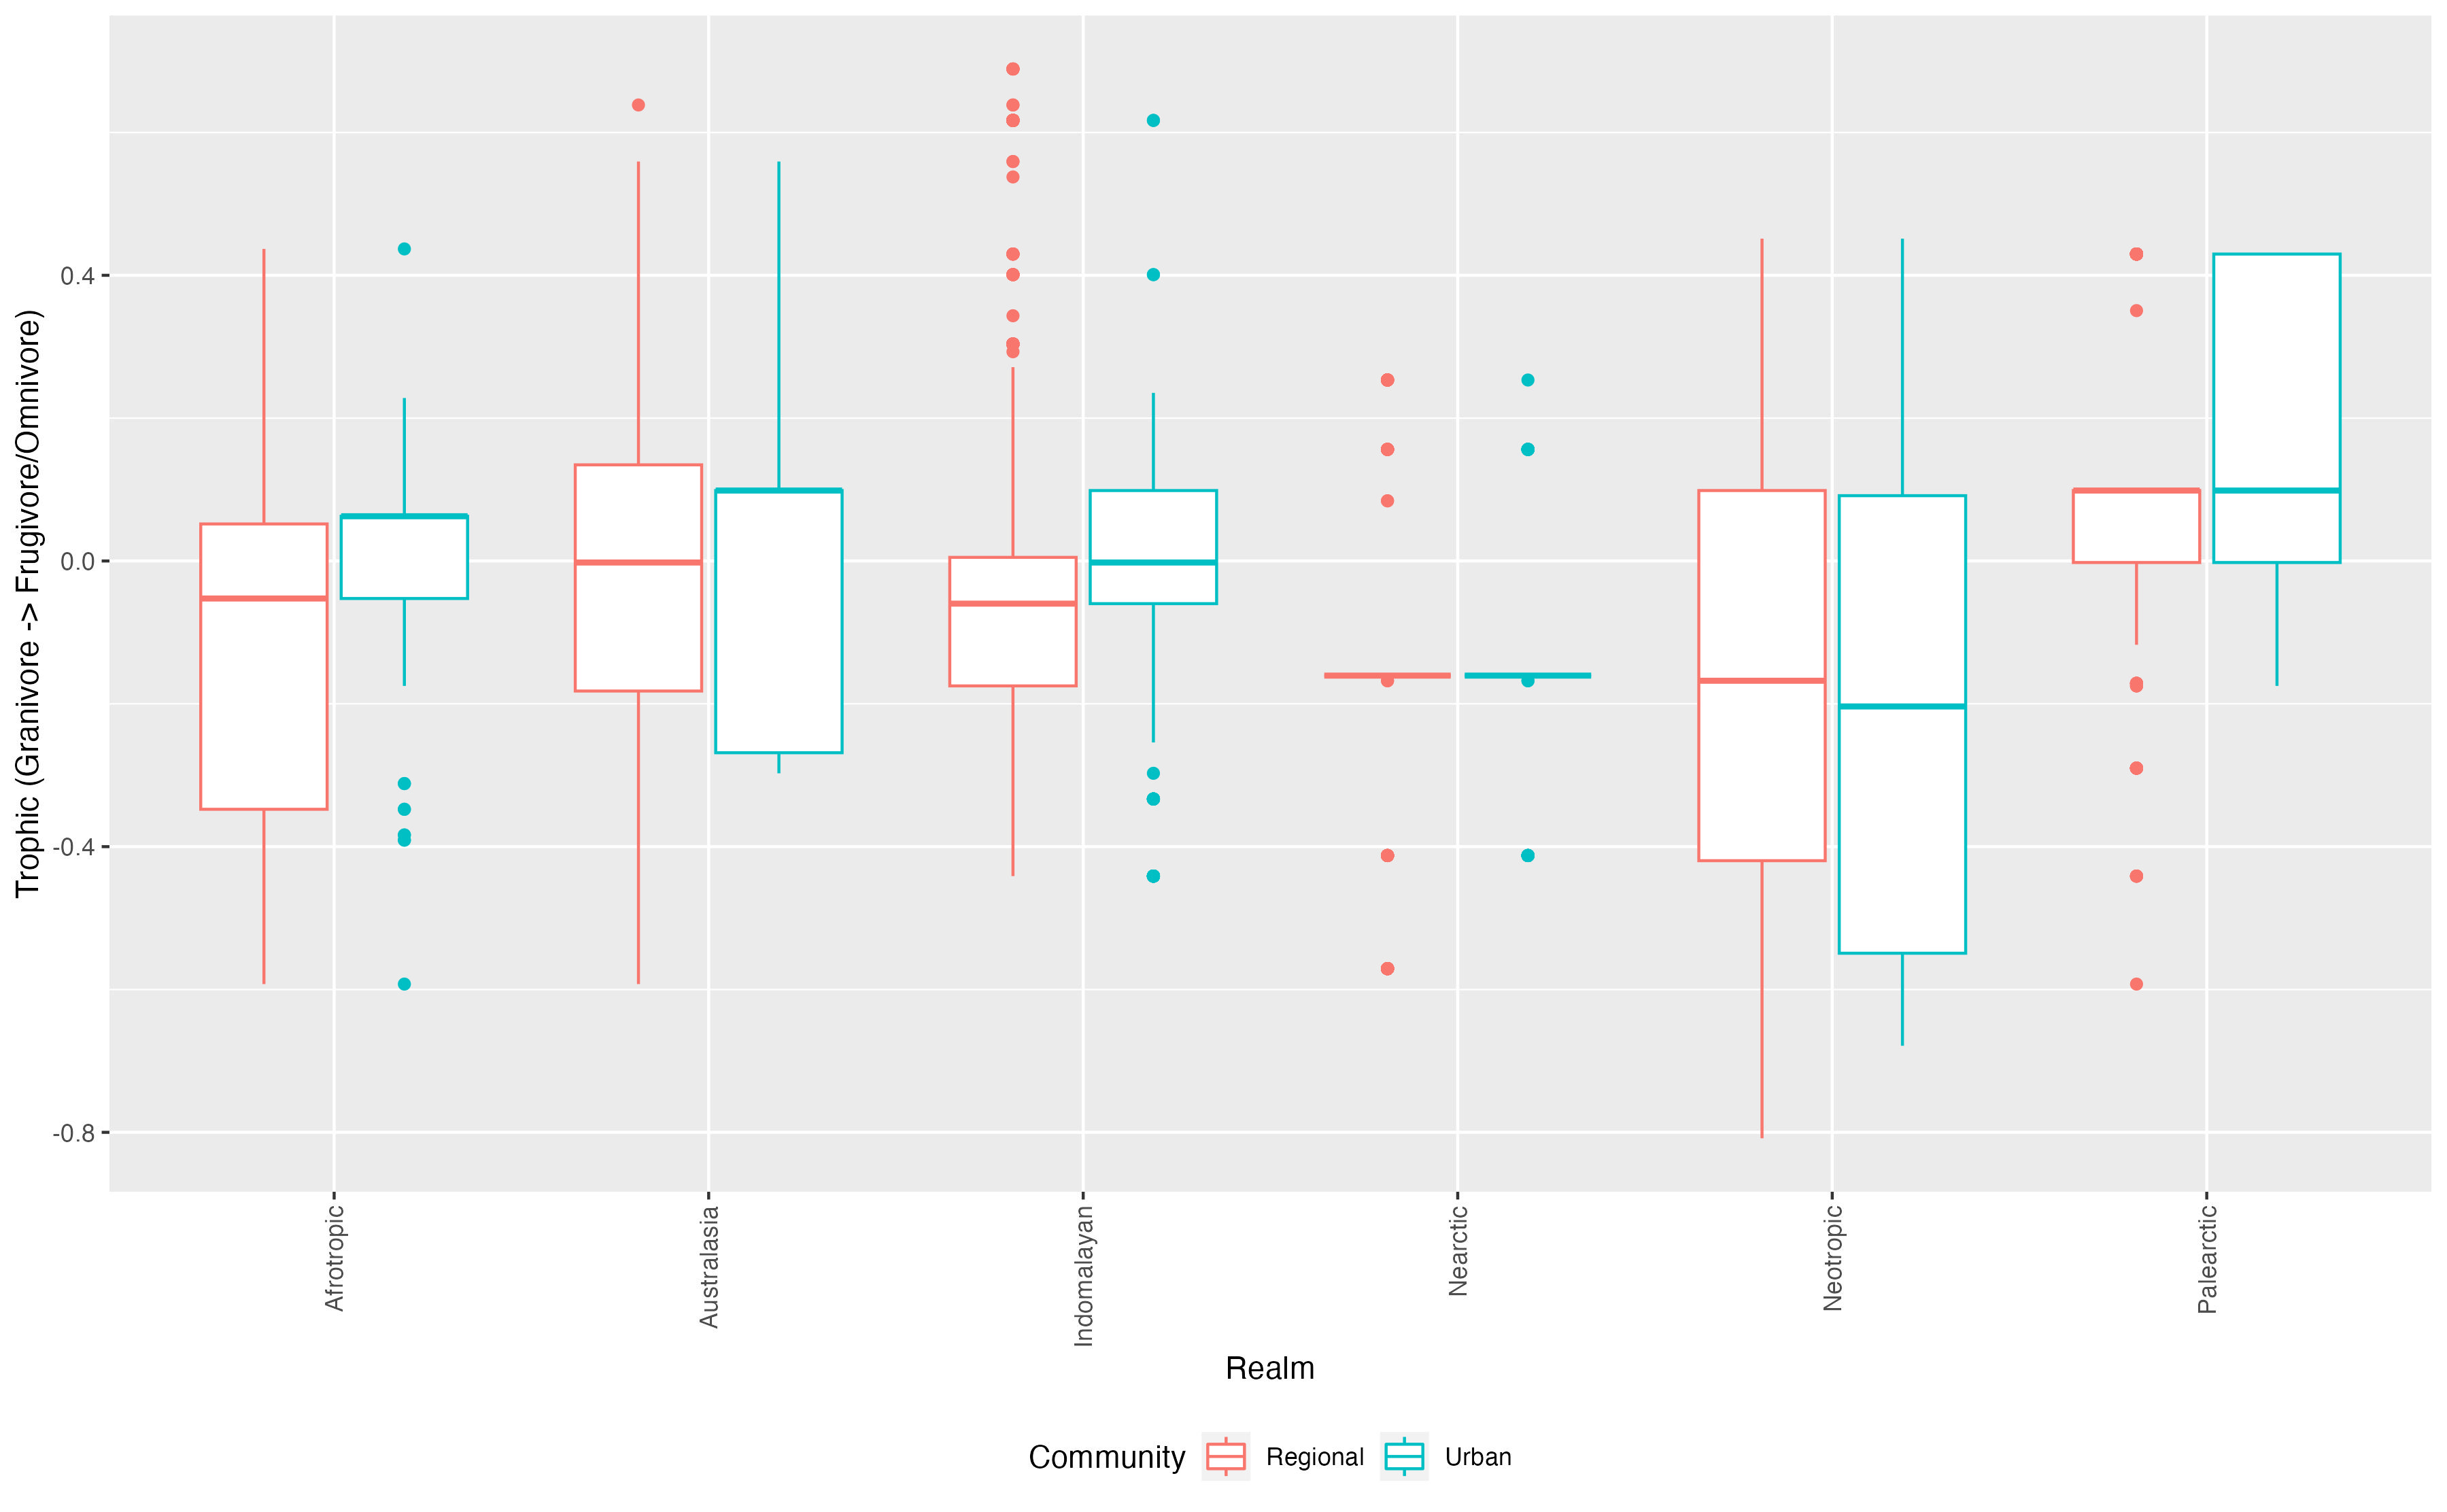 Trophic (Granivore -> Frugivore/Omnivore)
0.4
0.0
-0.4
-0.8
Afrotropic
Australasia
Indomalayan
Nearctic
Neotropic
Palearctic
Realm
Community Regional Urban